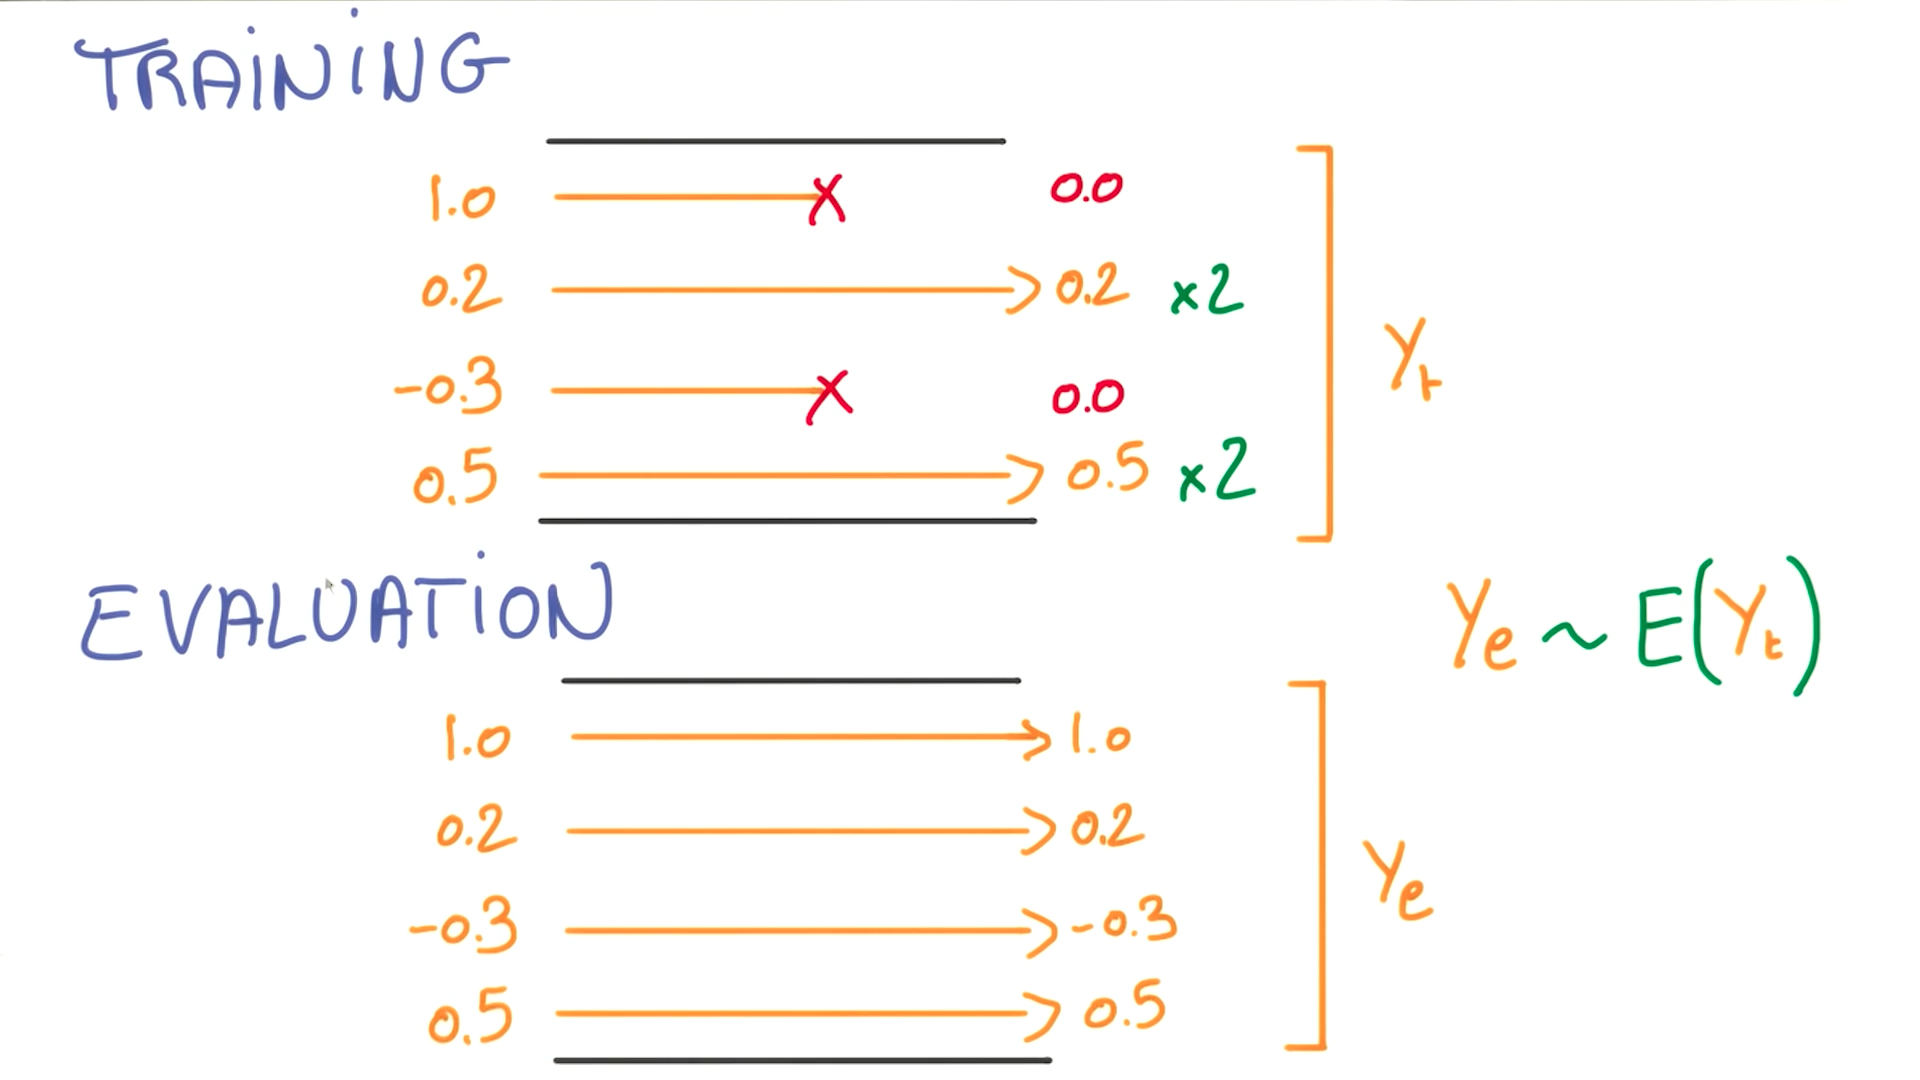 TRAINING
1.0 0.0
0.2 0.2 x2
-0.3 0.0
0.5 0.5 x2
Yt
EVALUATION
Ye ~ E(Yt)
1.0 1.0
0.2 0.2
-0.3 -0.3
0.5 0.5
Ye